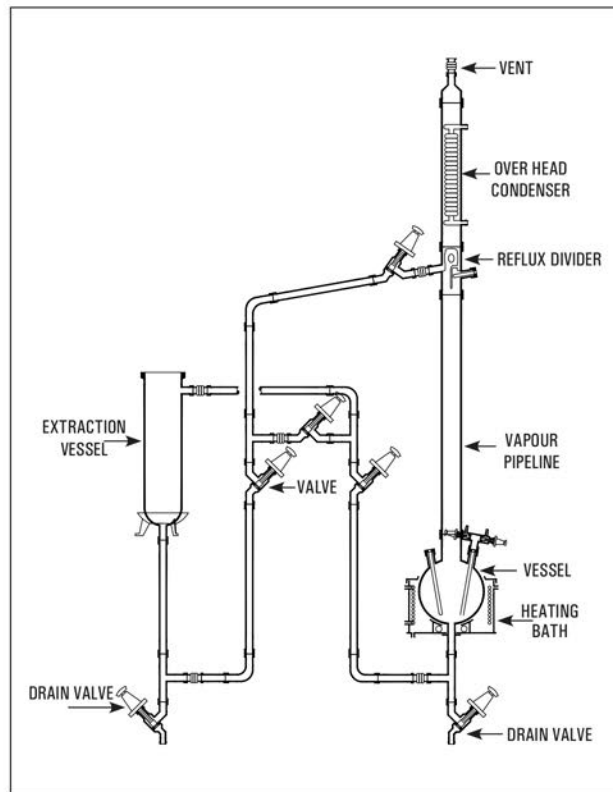 VENT
OVER HEAD
CONDENSER
REFLUX DIVIDER
EXTRACTION
VESSEL
VAPOUR
PIPELINE
VALVE
VESSEL
HEATING
BATH
DRAIN VALVE
DRAIN VALVE